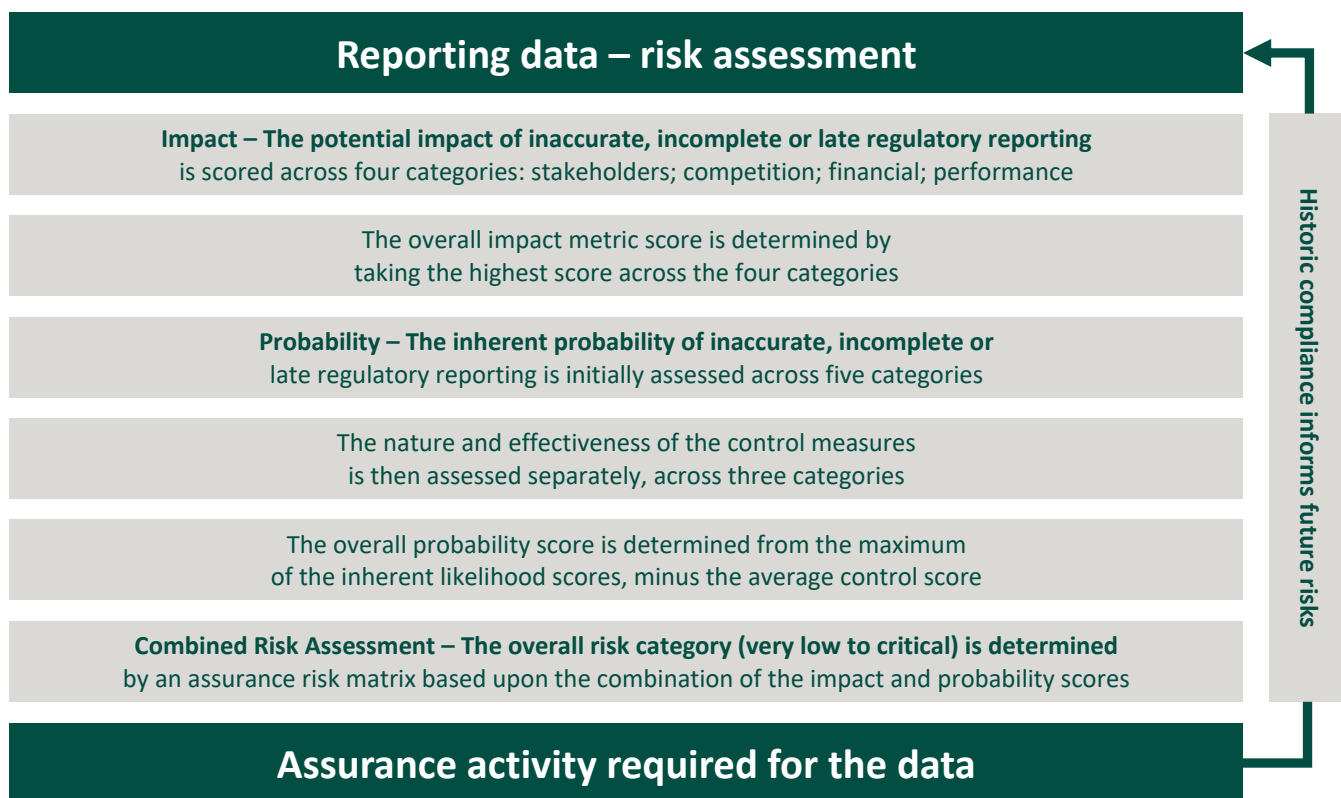 Reporting data – risk assessment
Impact – The potential impact of inaccurate, incomplete or late regulatory reporting
is scored across four categories: stakeholders; competition; financial; performance
The overall impact metric score is determined by
taking the highest score across the four categories
Probability – The inherent probability of inaccurate, incomplete or
late regulatory reporting is initially assessed across five categories
The nature and effectiveness of the control measures
is then assessed separately, across three categories
The overall probability score is determined from the maximum
of the inherent likelihood scores, minus the average control score
Combined Risk Assessment – The overall risk category (very low to critical) is determined
by an assurance risk matrix based upon the combination of the impact and probability scores
Assurance activity required for the data
Historic compliance informs future risks